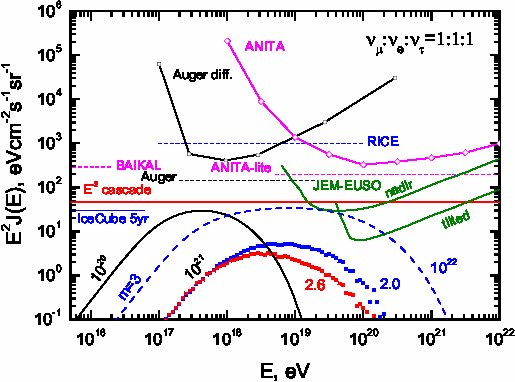 10⁶
10⁵
10⁴
10³
10²
10¹
10⁰
10⁻¹
E²J(E), eVcm⁻²s⁻¹sr⁻¹
ANITA
ν_μ:ν_e:ν_τ=1:1:1
Auger diff.
RICE
BAIKAL
ANITA-lite
Auger
JEM-EUSO
nadir
E⁻² cascade
IceCube 5yr
tilted
10²⁰
m=3
10²¹
10²²
2.6
2.0
10¹⁶
10¹⁷
10¹⁸
10¹⁹
10²⁰
10²¹
10²²
E, eV